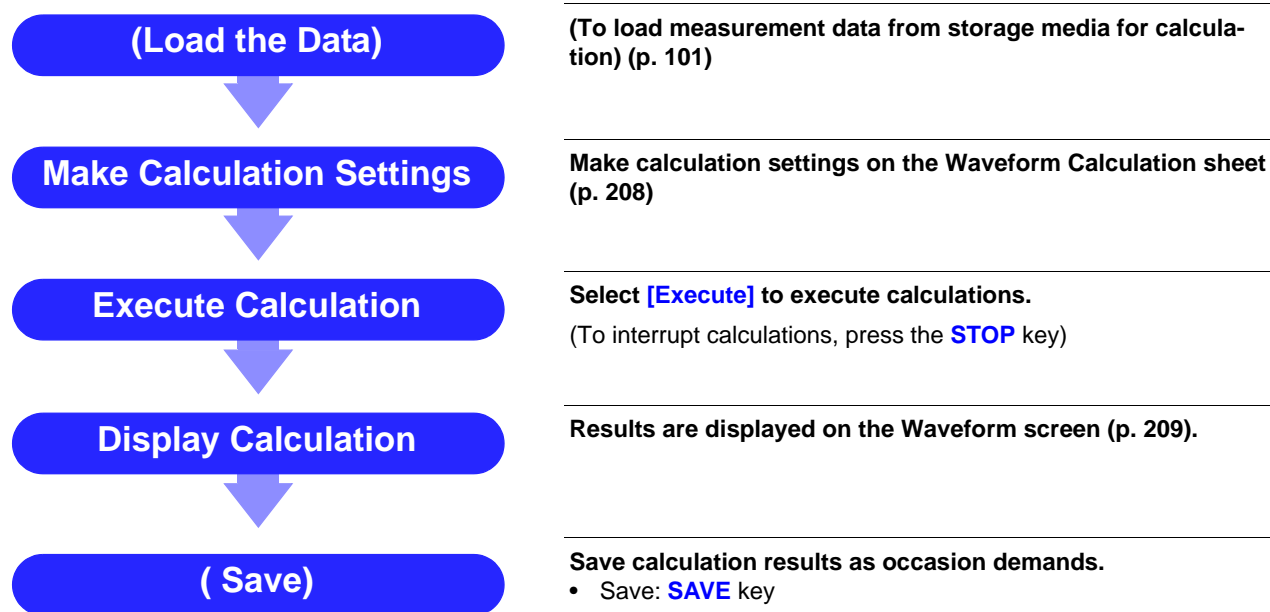 (Load the Data)
(To load measurement data from storage media for calcula-
tion) (p. 101)
Make Calculation Settings
Make calculation settings on the Waveform Calculation sheet
(p. 208)
Execute Calculation
Select [Execute] to execute calculations.
(To interrupt calculations, press the STOP key)
Display Calculation
Results are displayed on the Waveform screen (p. 209).
( Save)
Save calculation results as occasion demands.
• Save: SAVE key